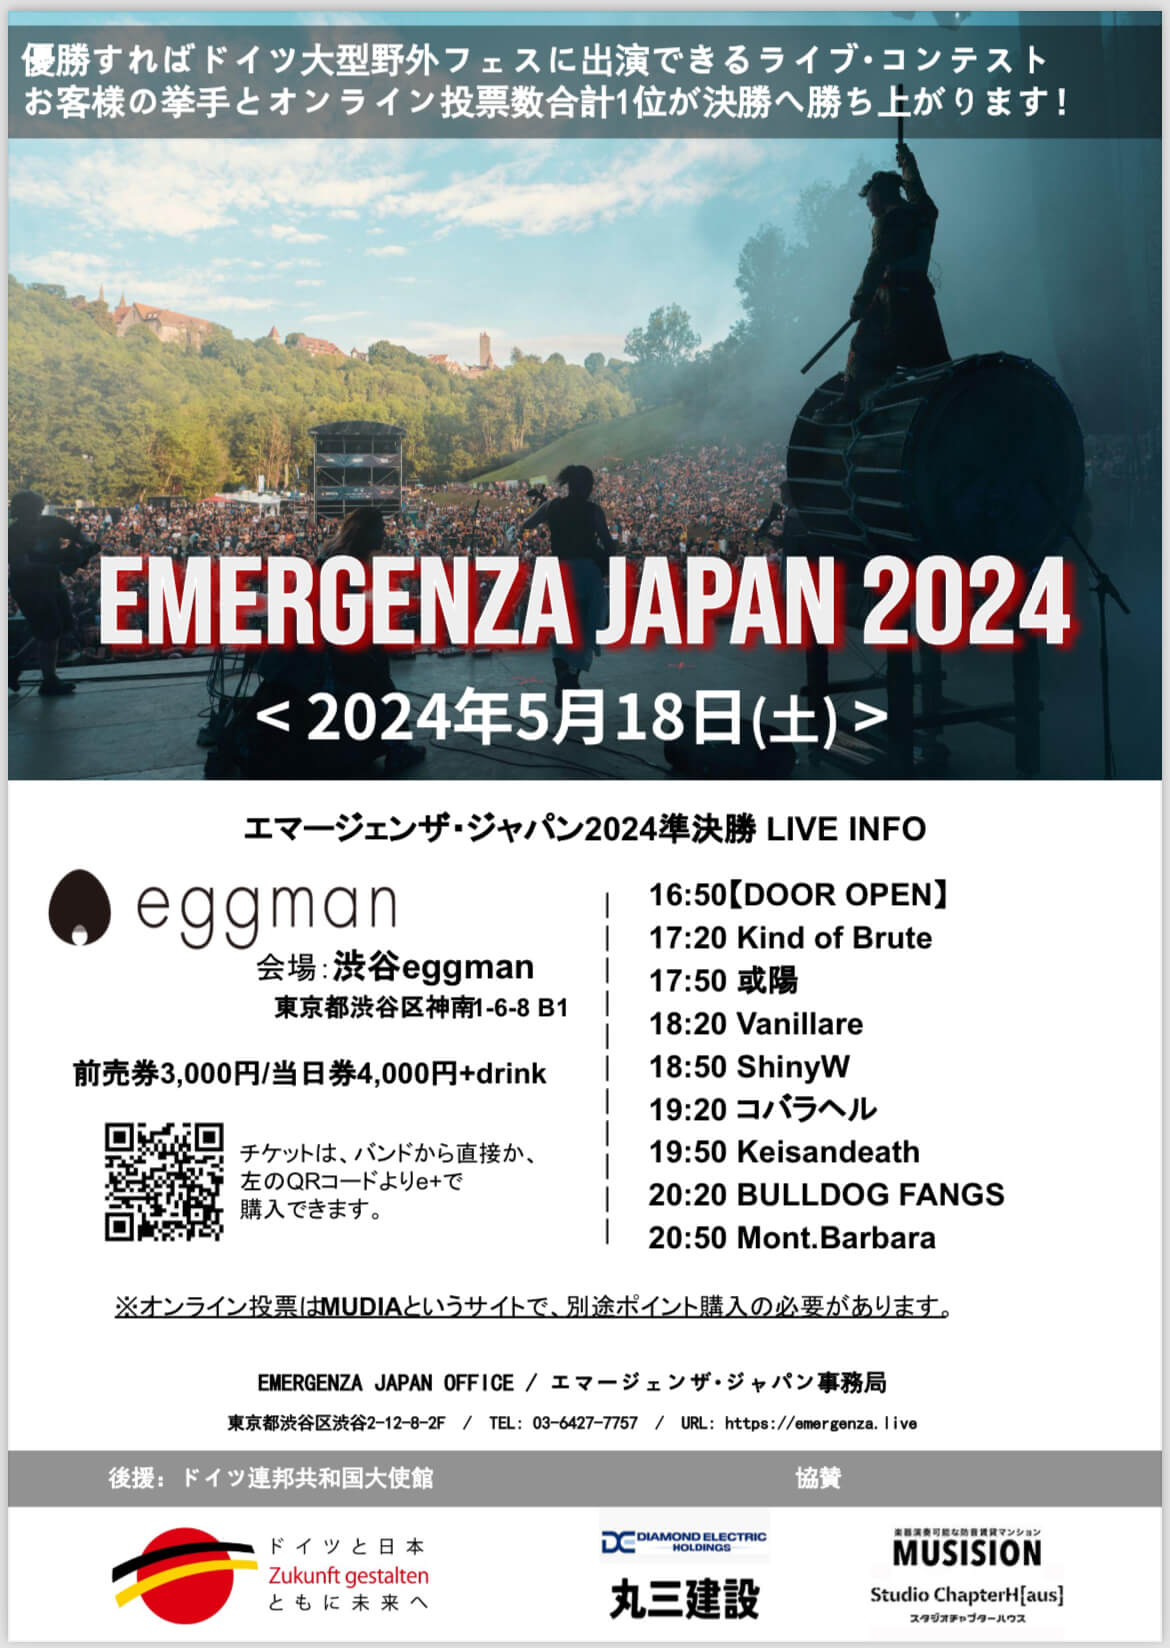 優勝すればドイツ大型野外フェスに出演できるライブ・コンテスト
お客様の挙手とオンライン投票数合計1位が決勝へ勝ち上がります!
EMERGENZA JAPAN 2024
< 2024年5月18日(土) >
エマージェンザ・ジャパン2024準決勝 LIVE INFO
eggman
会場:渋谷eggman
東京都渋谷区神南1-6-8 B1
前売券3,000円/当日券4,000円+drink
チケットは、バンドから直接か、
左のQRコードよりe+で
購入できます。
16:50【DOOR OPEN】
17:20 Kind of Brute
17:50 或陽
18:20 Vanillare
18:50 ShinyW
19:20 コバラヘル
19:50 Keisandeath
20:20 BULLDOG FANGS
20:50 Mont.Barbara
※オンライン投票はMUDIAというサイトで、別途ポイント購入の必要があります。
EMERGENZA JAPAN OFFICE / エマージェンザ・ジャパン事務局
東京都渋谷区渋谷2-12-8-2F / TEL: 03-6427-7757 / URL: https://emergenza.live
後援: ドイツ連邦共和国大使館
協賛
ドイツと日本
Zukunft gestalten
ともに未来へ
DIAMOND ELECTRIC
HOLDINGS
丸三建設
楽器演奏可能な防音賃貸マンション
MUSISION
Studio ChapterH[aus]
スタジオチャプターハウス